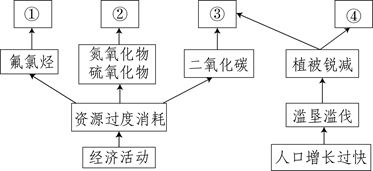 ① ② ③ ④
氟氯烃 氮氧化物 二氧化碳 植被锐减
硫氧化物
资源过度消耗 滥垦滥伐
经济活动 人口增长过快